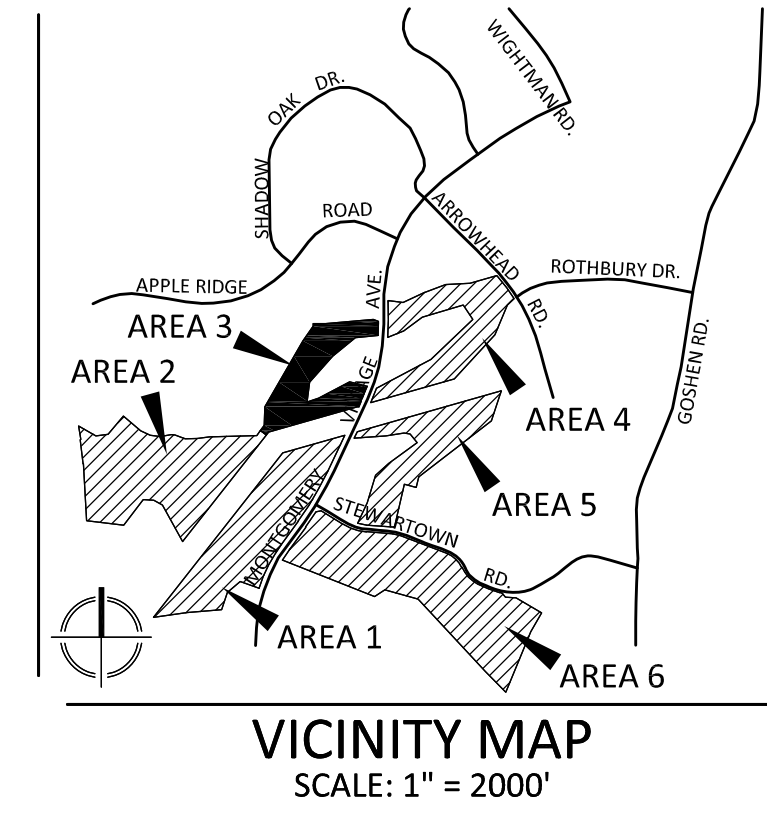 WIGHTMAN RD.
OAK DR.
SHADOW
ROAD
ARROWHEAD
RD.
ROTHBURY DR.
APPLE RIDGE
AVE.
AREA 3
AREA 2
GOSHEN RD.
AREA 4
AREA 5
MONTGOMERY
STEWARTOWN
RD.
AREA 1
AREA 6
VICINITY MAP
SCALE: 1" = 2000'